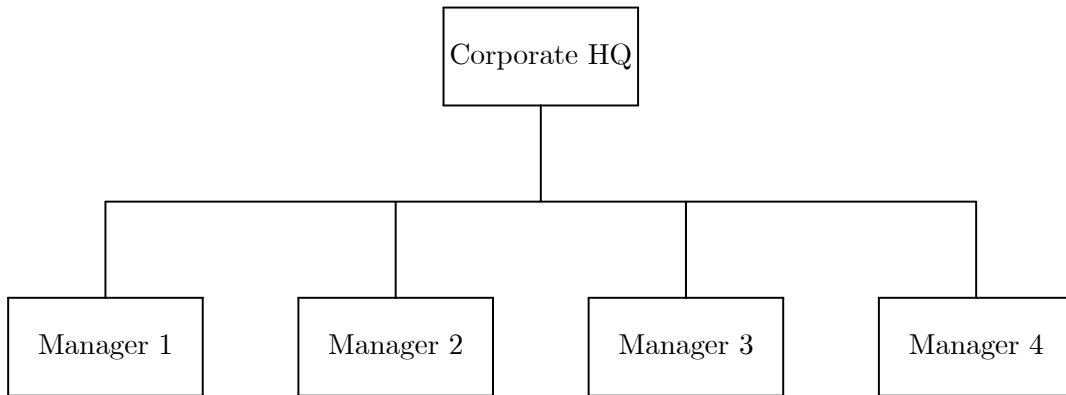 Corporate HQ
Manager 1
Manager 2
Manager 3
Manager 4